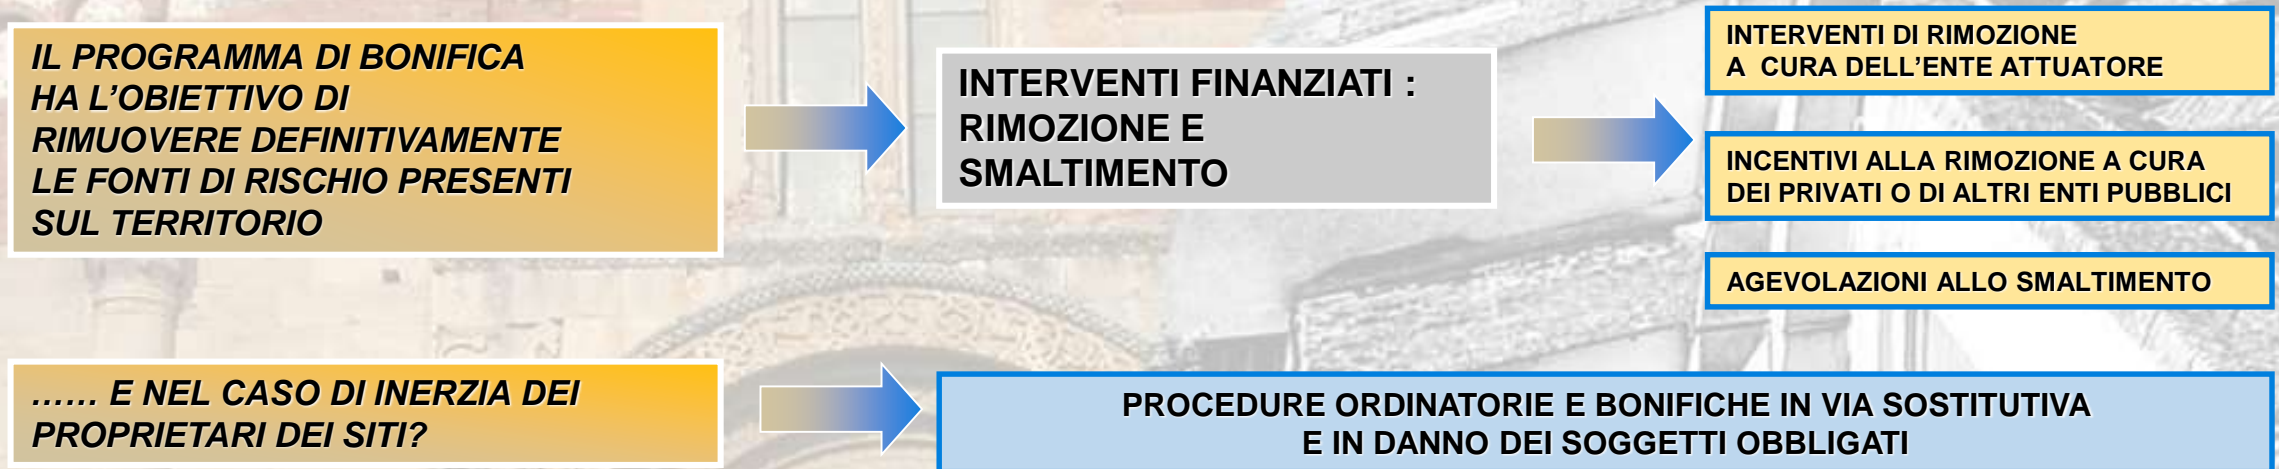 IL PROGRAMMA DI BONIFICA
HA L'OBIETTIVO DI
RIMUOVERE DEFINITIVAMENTE
LE FONTI DI RISCHIO PRESENTI
SUL TERRITORIO
INTERVENTI FINANZIATI :
RIMOZIONE E
SMALTIMENTO
INTERVENTI DI RIMOZIONE
A CURA DELL'ENTE ATTUATORE
INCENTIVI ALLA RIMOZIONE A CURA
DEI PRIVATI O DI ALTRI ENTI PUBBLICI
AGEVOLAZIONI ALLO SMALTIMENTO
...... E NEL CASO DI INERZIA DEI
PROPRIETARI DEI SITI?
PROCEDURE ORDINATORIE E BONIFICHE IN VIA SOSTITUTIVA
E IN DANNO DEI SOGGETTI OBBLIGATI